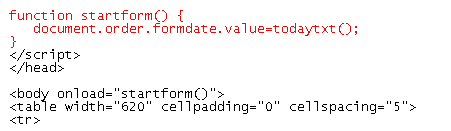 function startform() {
   document.order.formdate.value=todaytxt();
}
</script>
</head>

<body onload="startform()">
<table width="620" cellpadding="0" cellspacing="5">
<tr>